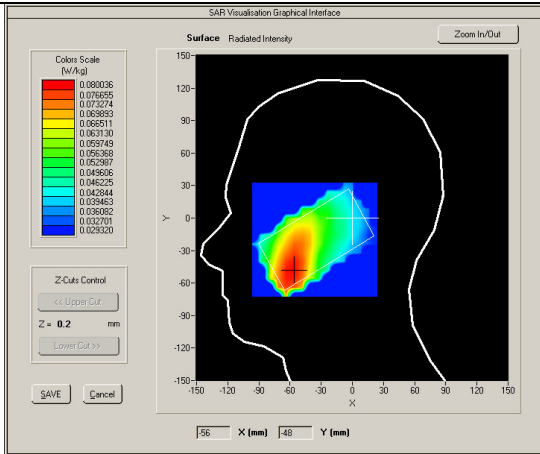 SAR Visualisation Graphical Interface
Surface Radiated Intensity
Zoom In/Out
Colors Scale
(W/kg)
0.080036
0.076655
0.073274
0.069893
0.066511
0.063130
0.059749
0.056368
0.052987
0.049606
0.046225
0.042844
0.039463
0.036082
0.032701
0.029320
Z-Cuts Control
<< Upper Cut
Z = 0.2 mm
Lower Cut >>
SAVE Cancel
150
120
90
60
30
0
-30
-60
-90
-120
-150
Y
-150 -120 -90 -60 -30 0 30 60 90 120 150
X
-56 X (mm) -48 Y (mm)